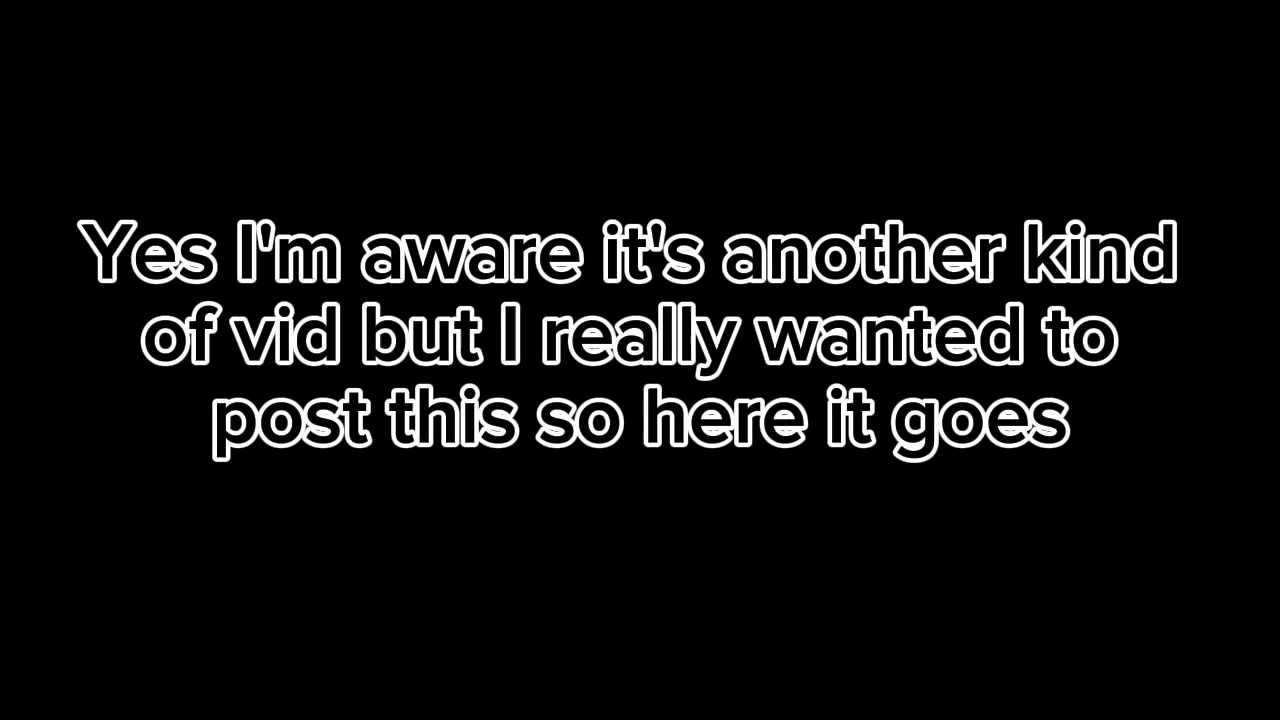 Yes I'm aware it's another kind
of vid but I really wanted to
post this so here it goes